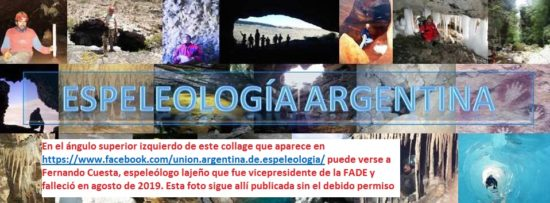 ESPELEOLOGÍA ARGENTINA
En el ángulo superior izquierdo de este collage que aparece en
https://www.facebook.com/union.argentina.de.espeleologia/ puede verse a
Fernando Cuesta, espeleólogo lajeño que fue vicepresidente de la FADE y
falleció en agosto de 2019. Esta foto sigue allí publicada sin el debido permiso